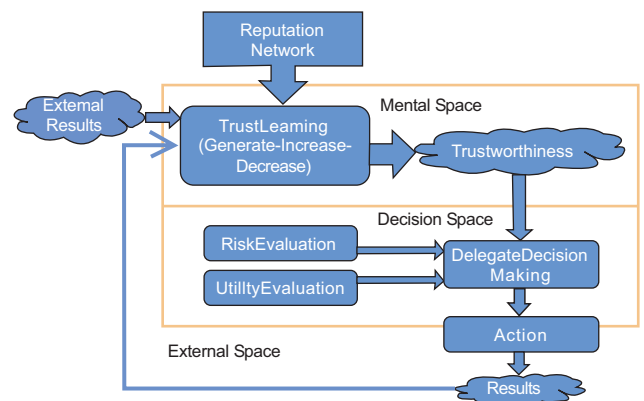 Reputation
Network
External
Results
Mental Space
TrustLeaming
(Generate-Increase-
Decrease)
Trustworthiness
Decision Space
RiskEvaluation
DelegateDecision
Making
UtilltyEvaluation
Action
External Space
Results